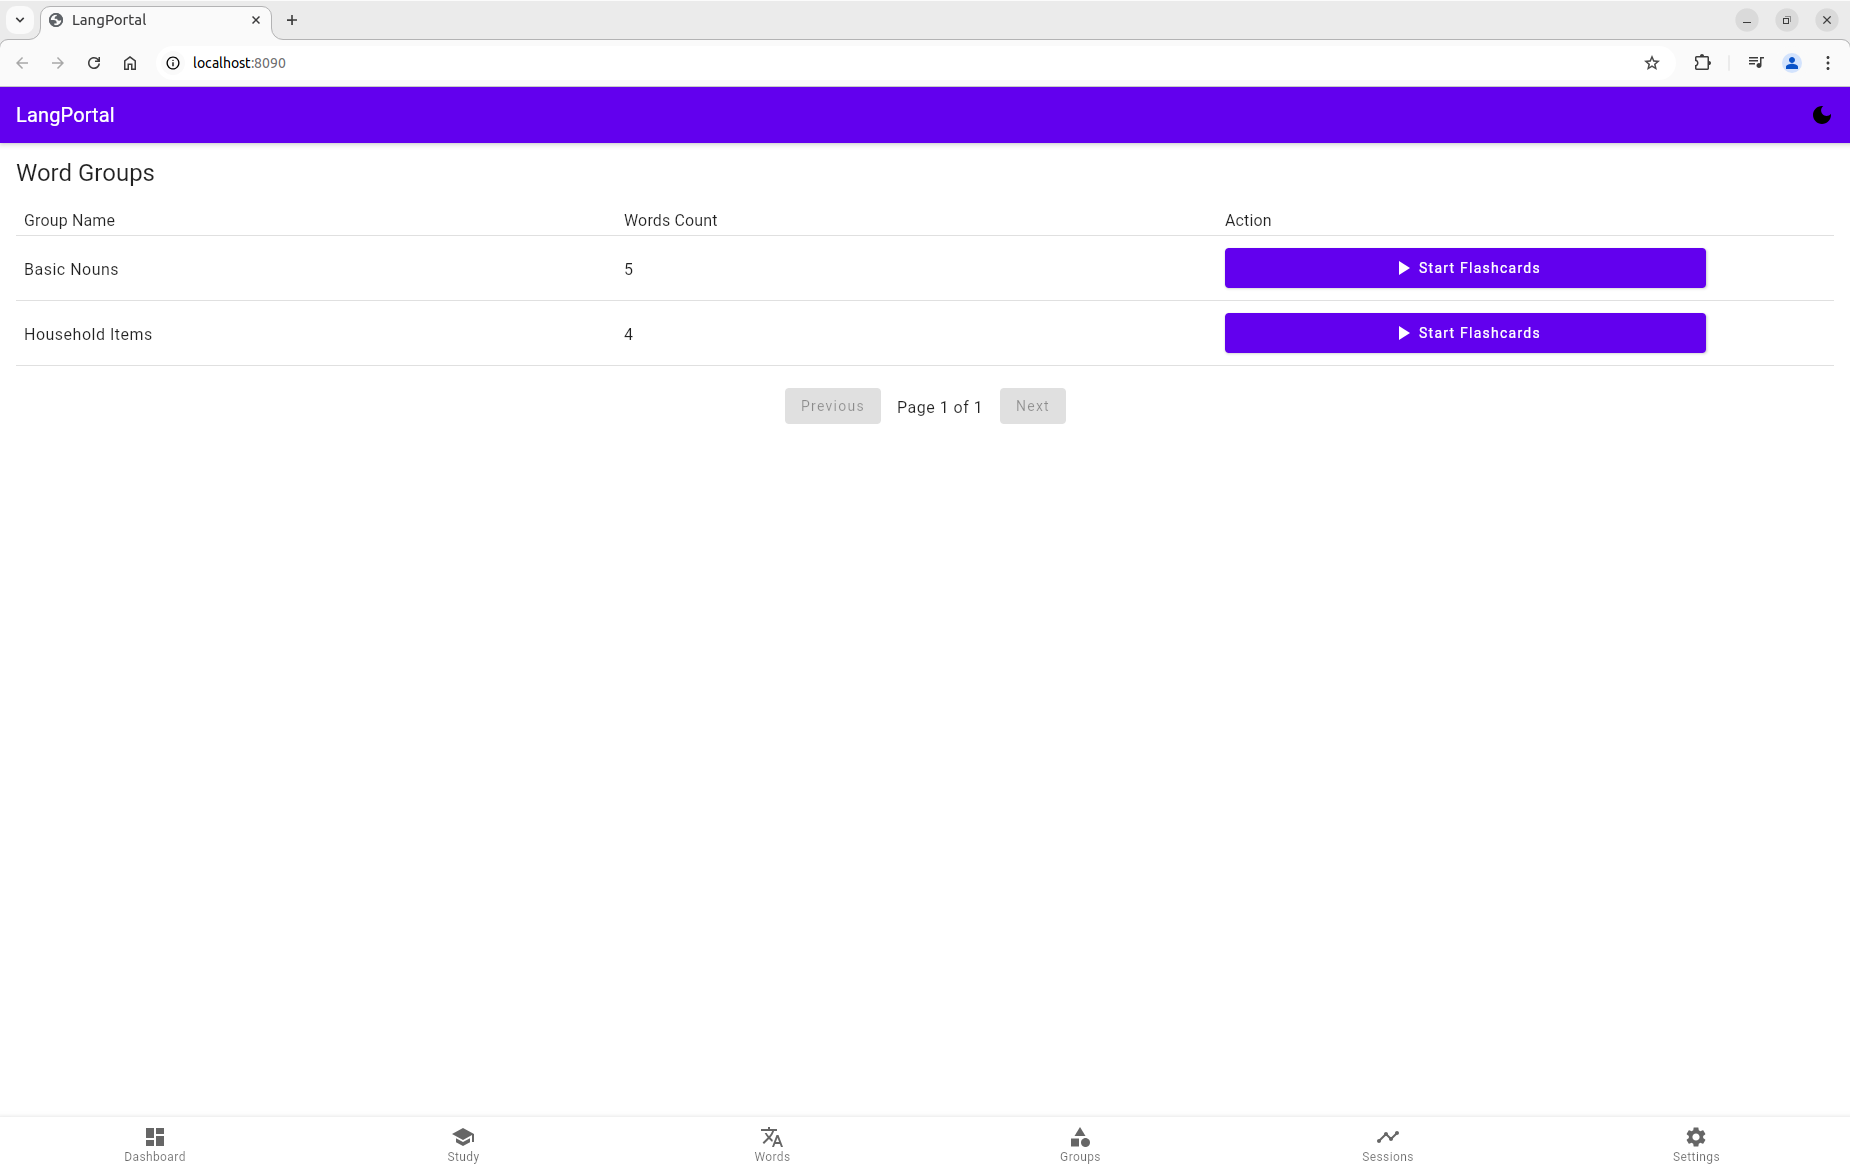 LangPortal
localhost:8090
LangPortal
Word Groups
Group Name Words Count Action
Basic Nouns 5 Start Flashcards
Household Items 4 Start Flashcards
Previous Page 1 of 1 Next
Dashboard Study Words Groups Sessions Settings